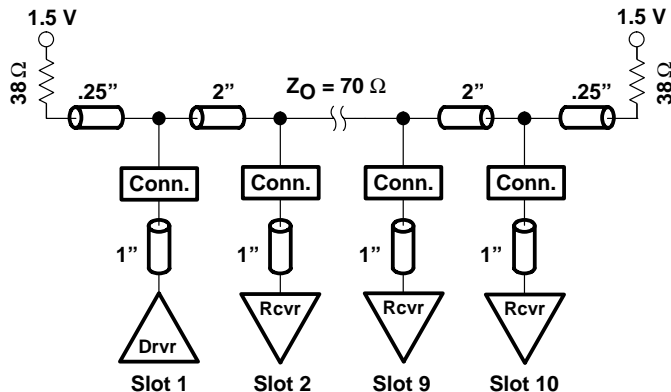 1.5 V
1.5 V
38 Ω
.25”
2”
Z_O = 70 Ω
2”
.25”
38 Ω
Conn.
Conn.
Conn.
Conn.
1”
1”
1”
1”
Drvr
Rcvr
Rcvr
Rcvr
Slot 1
Slot 2
Slot 9
Slot 10